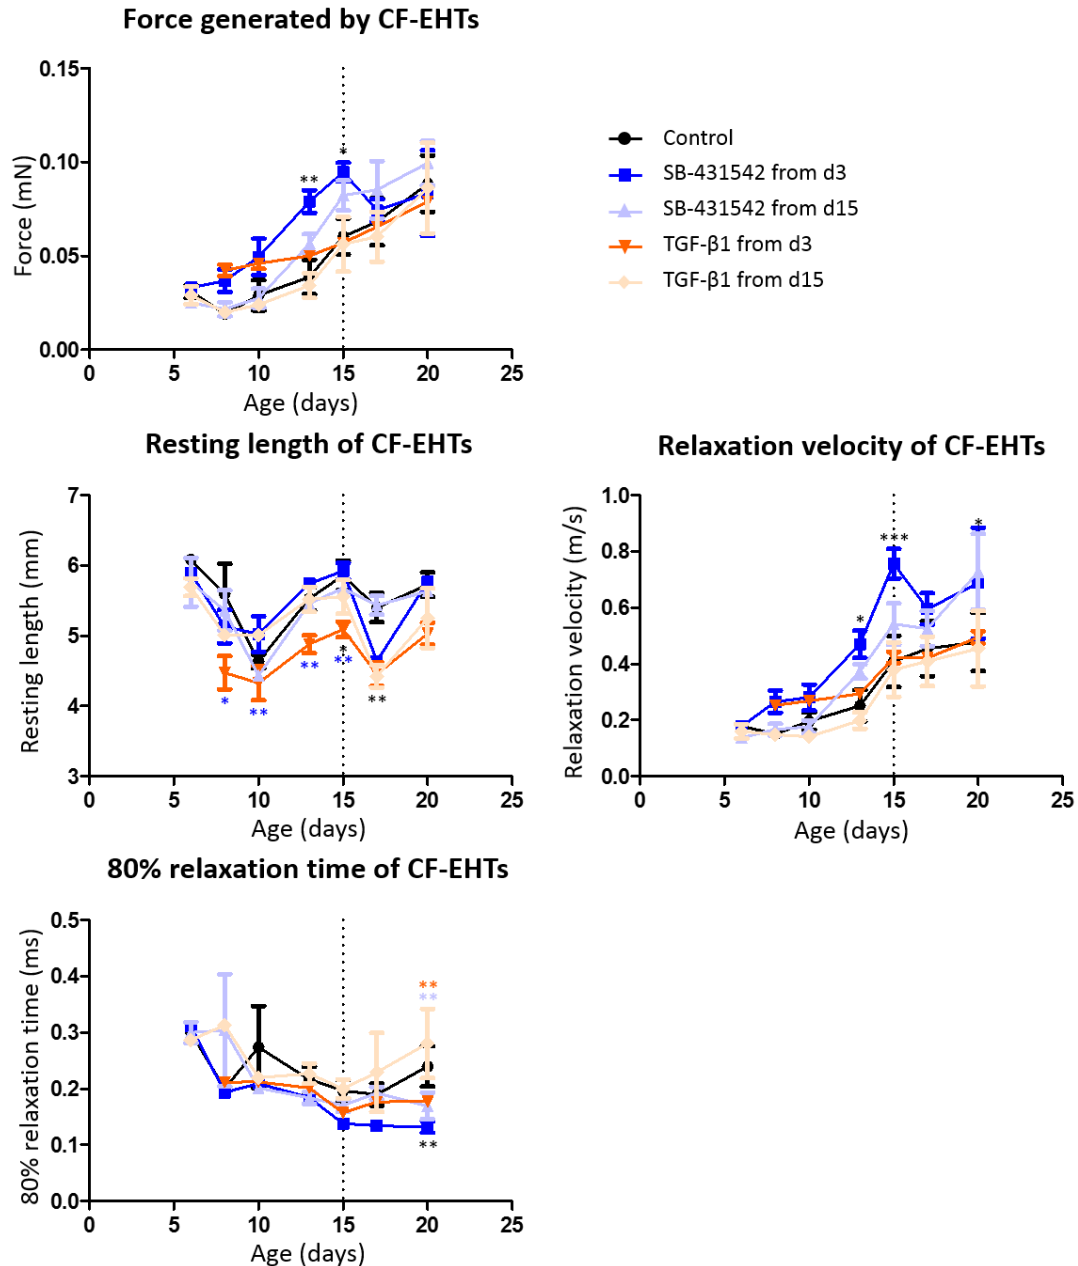 Force generated by CF-EHTs
0.15
0.10
0.05
0.00
Force (mN)
**
*
0 5 10 15 20 25
Age (days)
Control
SB-431542 from d3
SB-431542 from d15
TGF-β1 from d3
TGF-β1 from d15
Resting length of CF-EHTs
7
6
5
4
3
Resting length (mm)
*
** ** **
*
**
0 5 10 15 20 25
Age (days)
Relaxation velocity of CF-EHTs
1.0
0.8
0.6
0.4
0.2
0.0
Relaxation velocity (m/s)
*
***
*
0 5 10 15 20 25
Age (days)
80% relaxation time of CF-EHTs
0.5
0.4
0.3
0.2
0.1
0.0
80% relaxation time (ms)
**
**
**
0 5 10 15 20 25
Age (days)